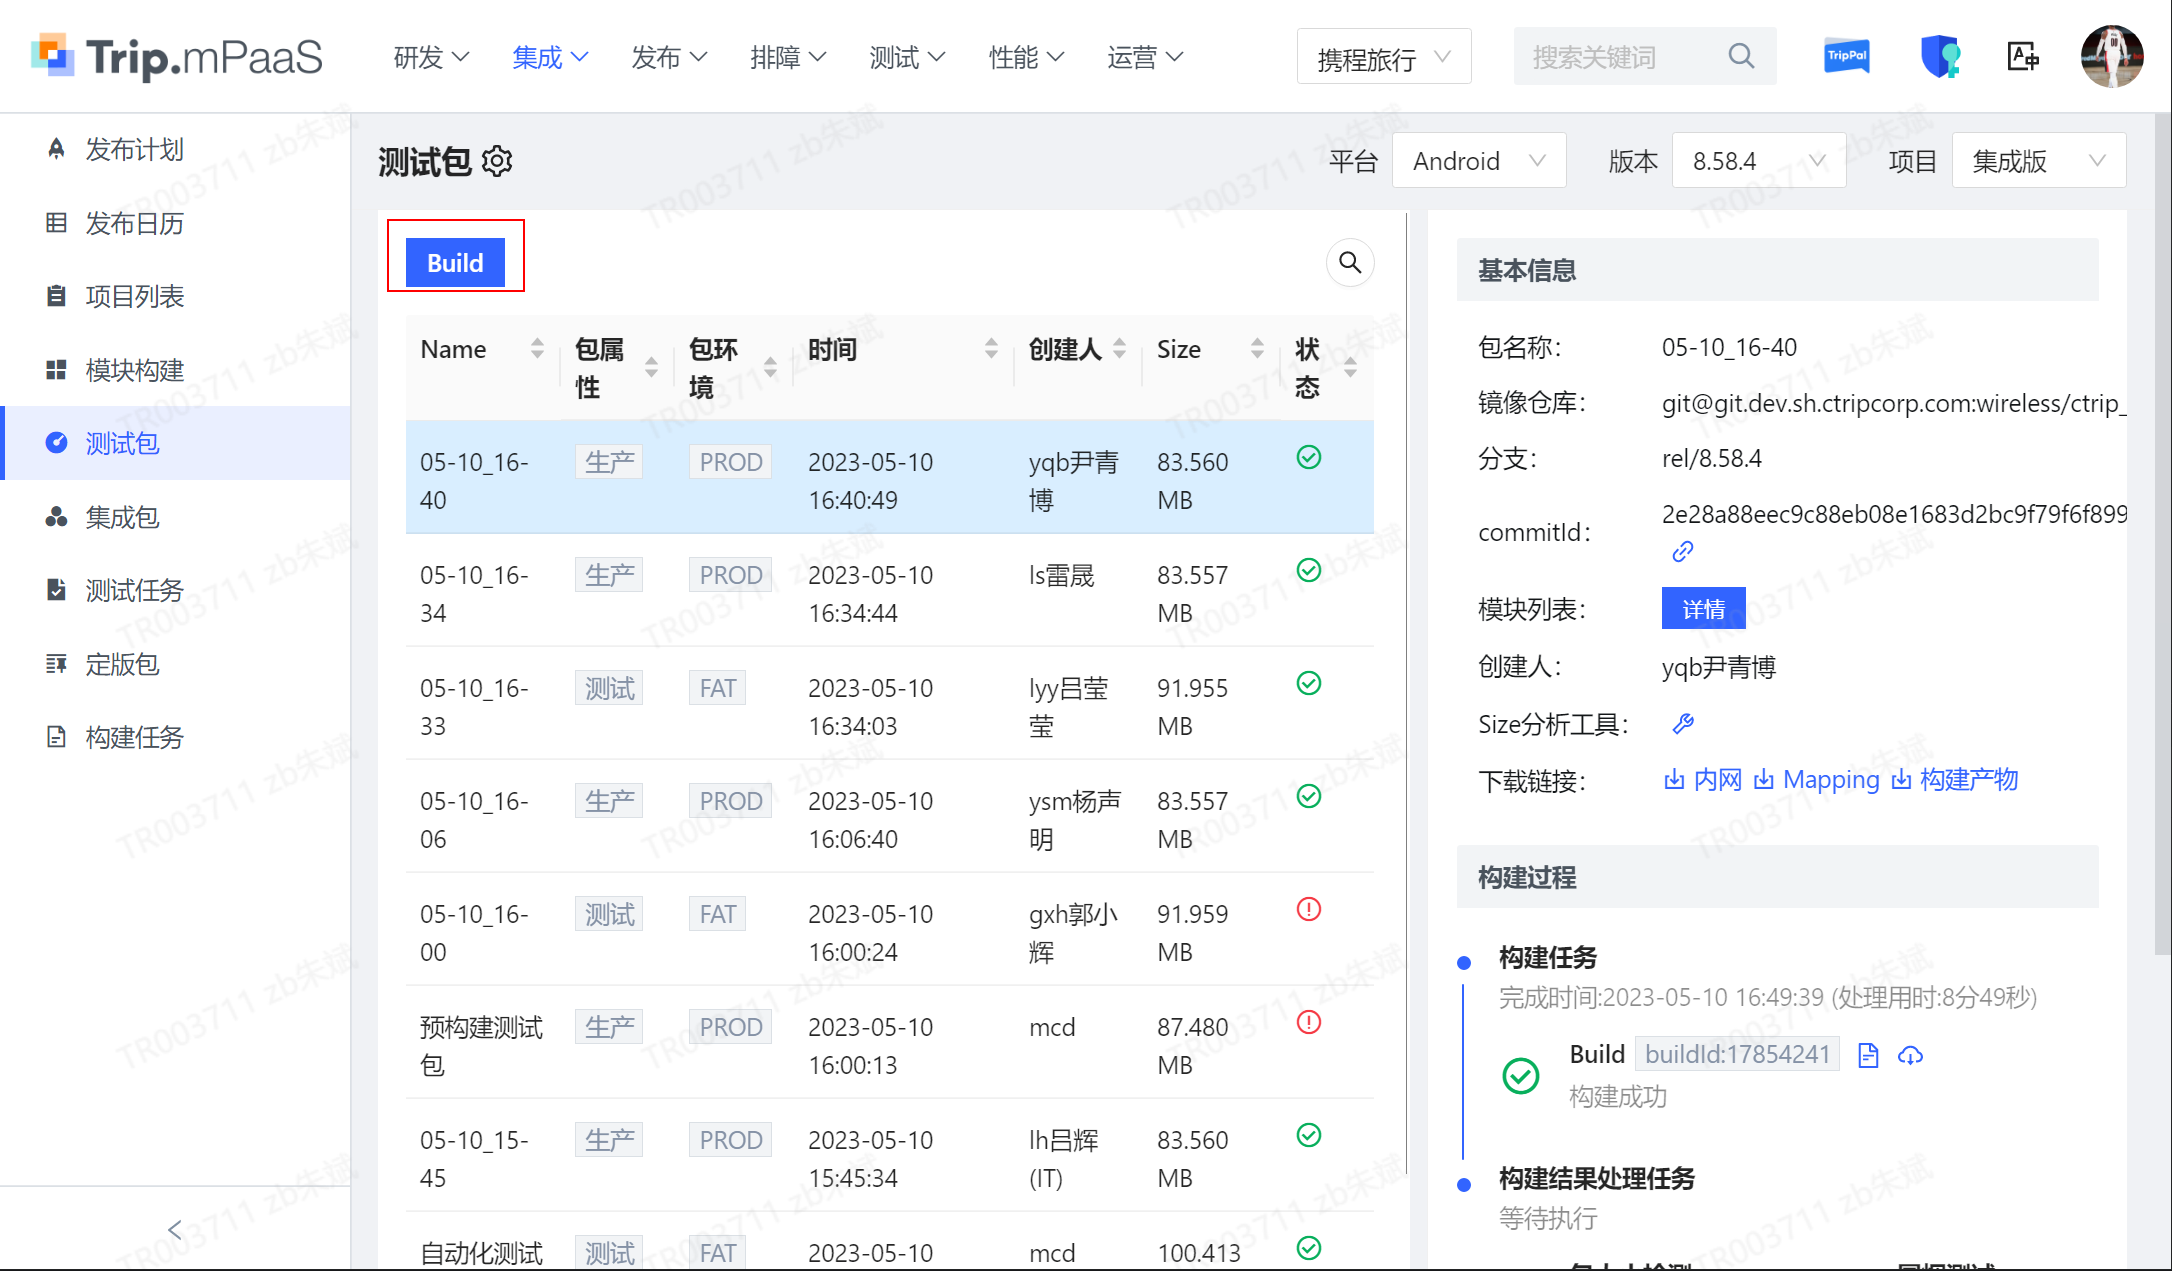 Trip.mPaaS
研发
集成
发布
排障
测试
性能
运营
携程旅行
搜索关键词
TripPal
发布计划
发布日历
项目列表
模块构建
测试包
集成包
测试任务
定版包
构建任务
测试包
平台 Android 版本 8.58.4 项目 集成版
Build
Name 包属性 包环境 时间 创建人 Size 状态
05-10_16-40 生产 PROD 2023-05-10 16:40:49 yqb尹青博 83.560 MB
05-10_16-34 生产 PROD 2023-05-10 16:34:44 ls雷晟 83.557 MB
05-10_16-33 测试 FAT 2023-05-10 16:34:03 lyy吕莹莹 91.955 MB
05-10_16-06 生产 PROD 2023-05-10 16:06:40 ysm杨声明 83.557 MB
05-10_16-00 测试 FAT 2023-05-10 16:00:24 gxh郭小辉 91.959 MB
预构建测试包 生产 PROD 2023-05-10 16:00:13 mcd 87.480 MB
05-10_15-45 生产 PROD 2023-05-10 15:45:34 lh吕辉(IT) 83.560 MB
自动化测试 测试 FAT 2023-05-10 mcd 100.413
基本信息
包名称: 05-10_16-40
镜像仓库: git@git.dev.sh.ctripcorp.com:wireless/ctrip_
分支: rel/8.58.4
commitId: 2e28a88eec9c88eb08e1683d2bc9f79f6f899
模块列表: 详情
创建人: yqb尹青博
Size分析工具:
下载链接: 内网 Mapping 构建产物
构建过程
构建任务
完成时间:2023-05-10 16:49:39 (处理用时:8分49秒)
Build buildId:17854241
构建成功
构建结果处理任务
等待执行
TR003711 zb朱斌